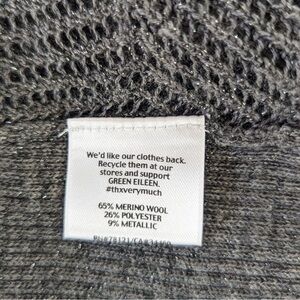 We'd like our clothes back.
Recycle them at our
stores and support
GREEN EILEEN.
#thxverymuch
65% MERINO WOOL
26% POLYESTER
9% METALLIC